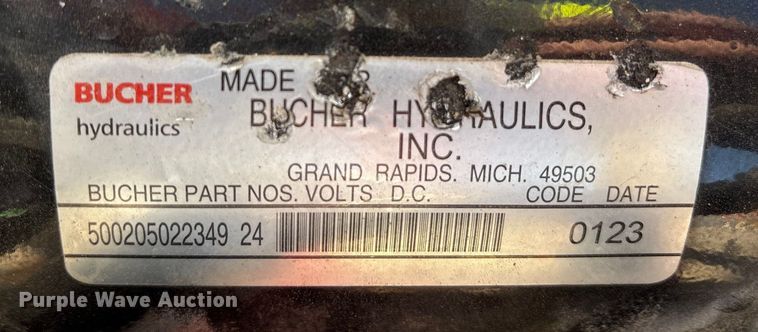 BUCHER
hydraulics
MADE
BUCHER HYDRAULICS,
INC.
GRAND RAPIDS. MICH. 49503
BUCHER PART NOS. VOLTS D.C. CODE DATE
500205022349 24 0123
Purple Wave Auction